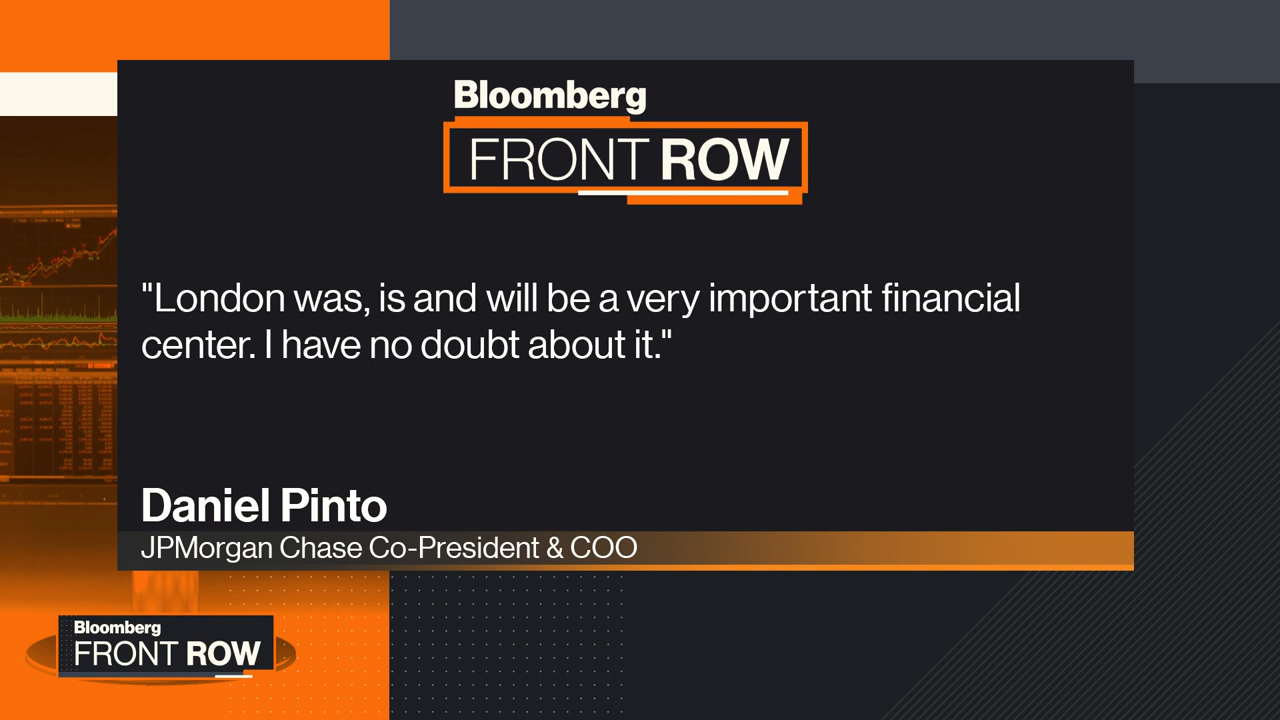 Bloomberg
FRONT ROW
"London was, is and will be a very important financial
center. I have no doubt about it."
Daniel Pinto
JPMorgan Chase Co-President & COO
Bloomberg
FRONT ROW